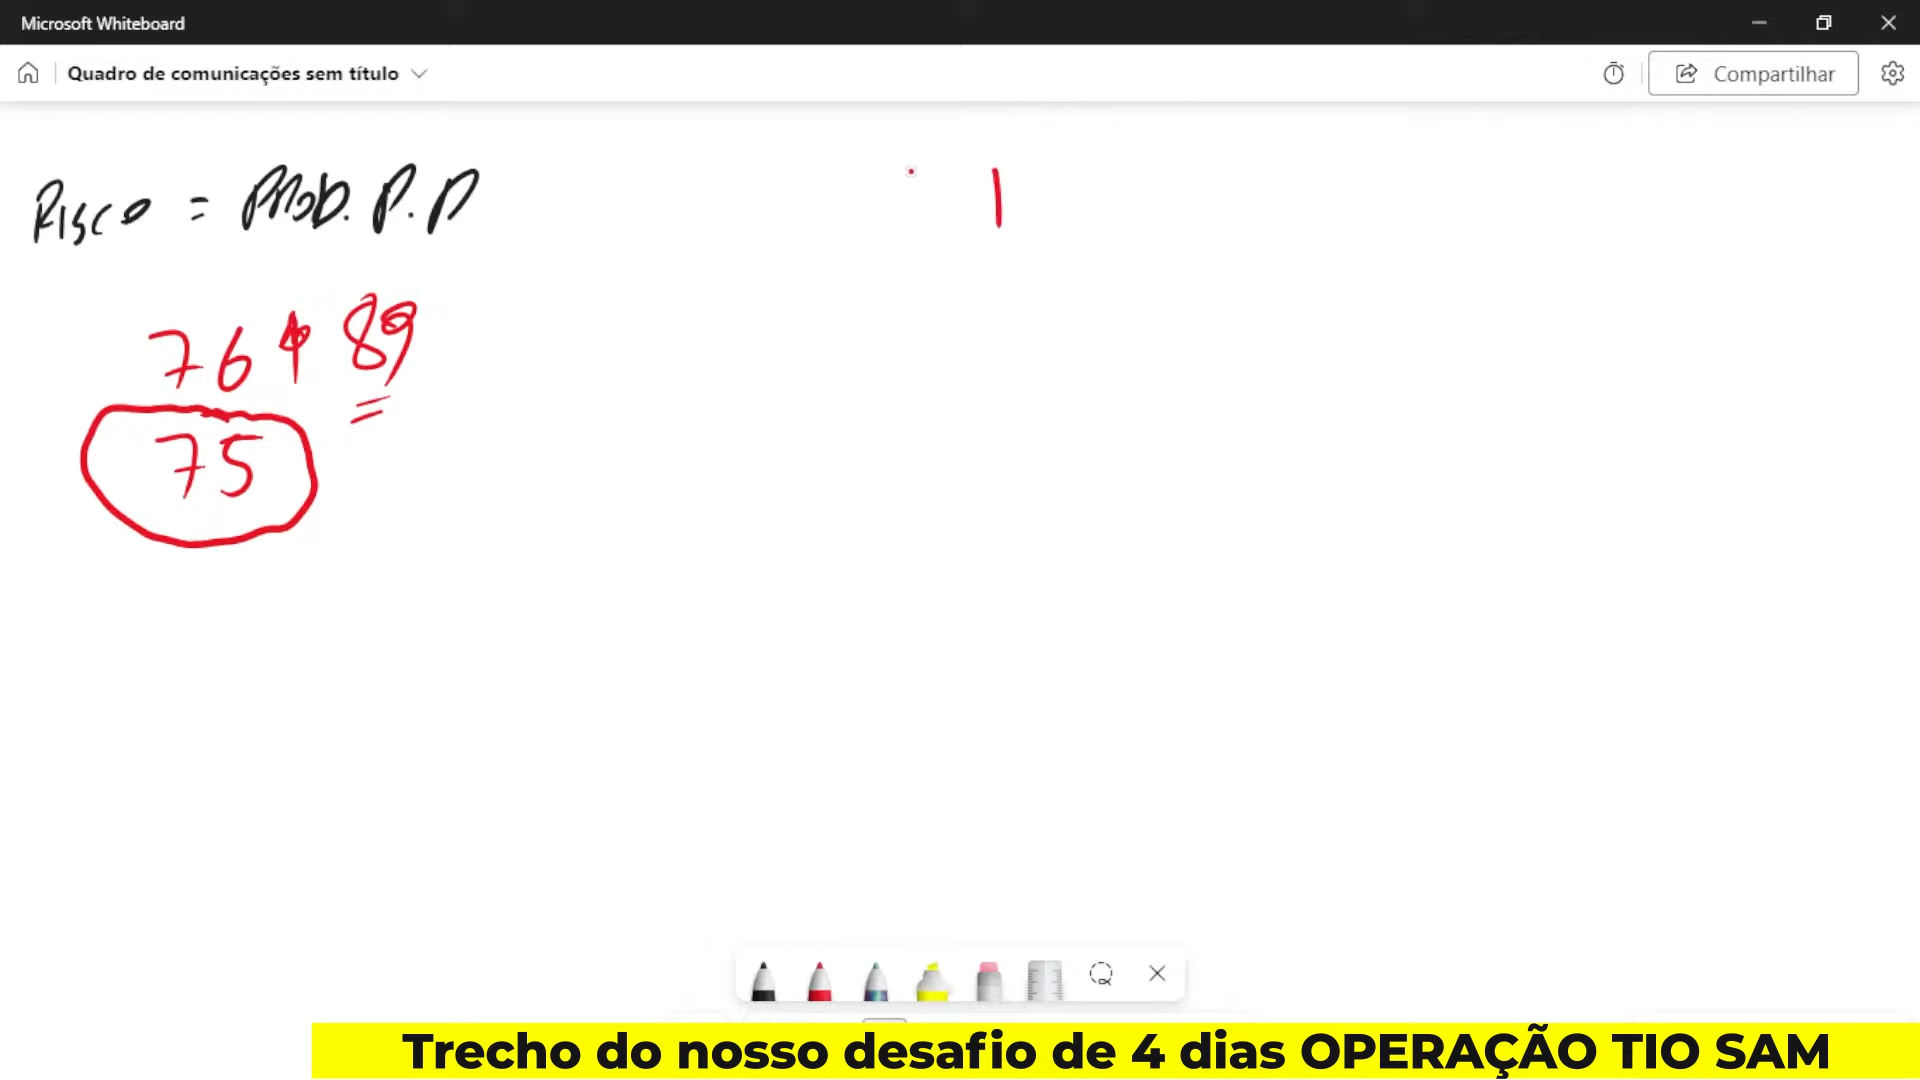 Microsoft Whiteboard
Quadro de comunicações sem título
Compartilhar
Risco = Prob. P. P
76 89
75
Trecho do nosso desafio de 4 dias OPERAÇÃO TIO SAM